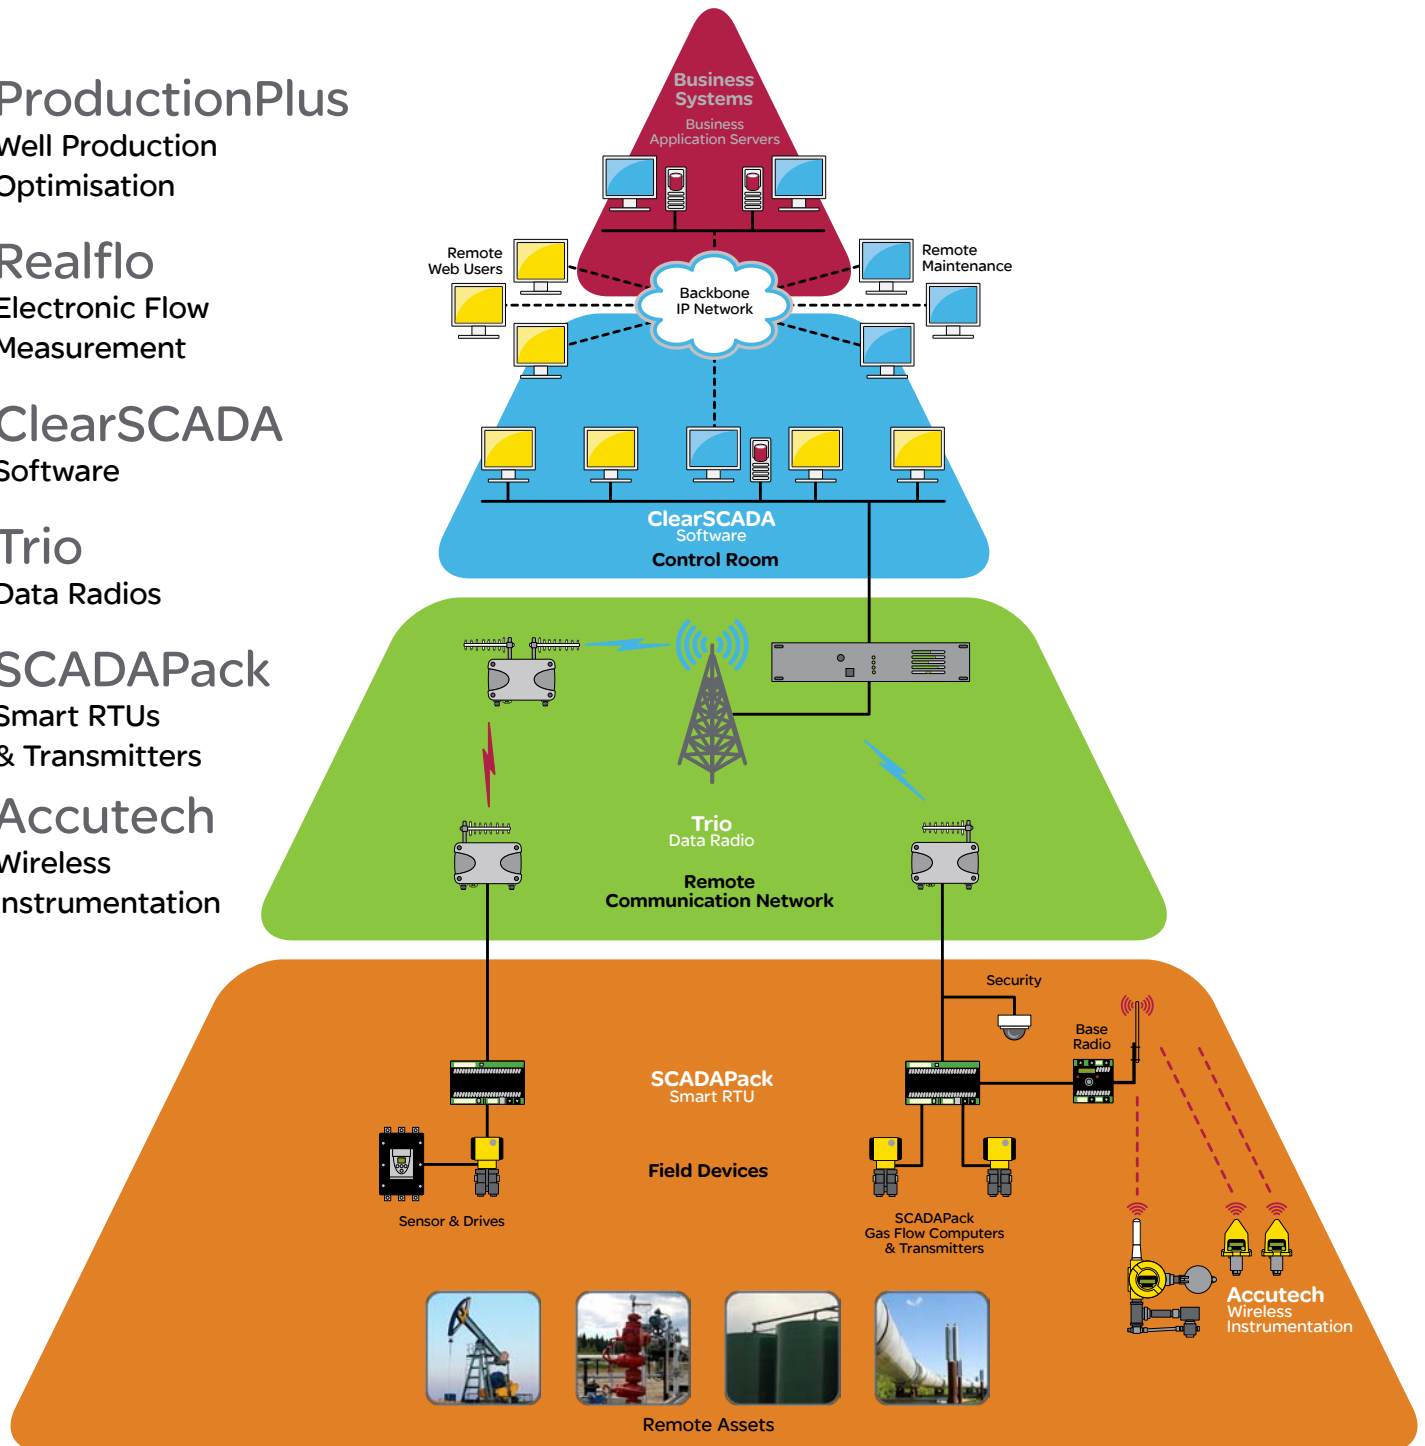 ProductionPlus
Well Production
Optimisation
Realflo
Electronic Flow
Measurement
ClearSCADA
Software
Trio
Data Radios
SCADAPack
Smart RTUs
& Transmitters
Accutech
Wireless
Instrumentation
Business
Systems
Business
Application Servers
Remote
Web Users
Remote
Maintenance
Backbone
IP Network
ClearSCADA
Software
Control Room
Trio
Data Radio
Remote
Communication Network
Security
Base
Radio
SCADAPack
Smart RTU
Field Devices
Sensor & Drives
SCADAPack
Gas Flow Computers
& Transmitters
Accutech
Wireless
Instrumentation
Remote Assets